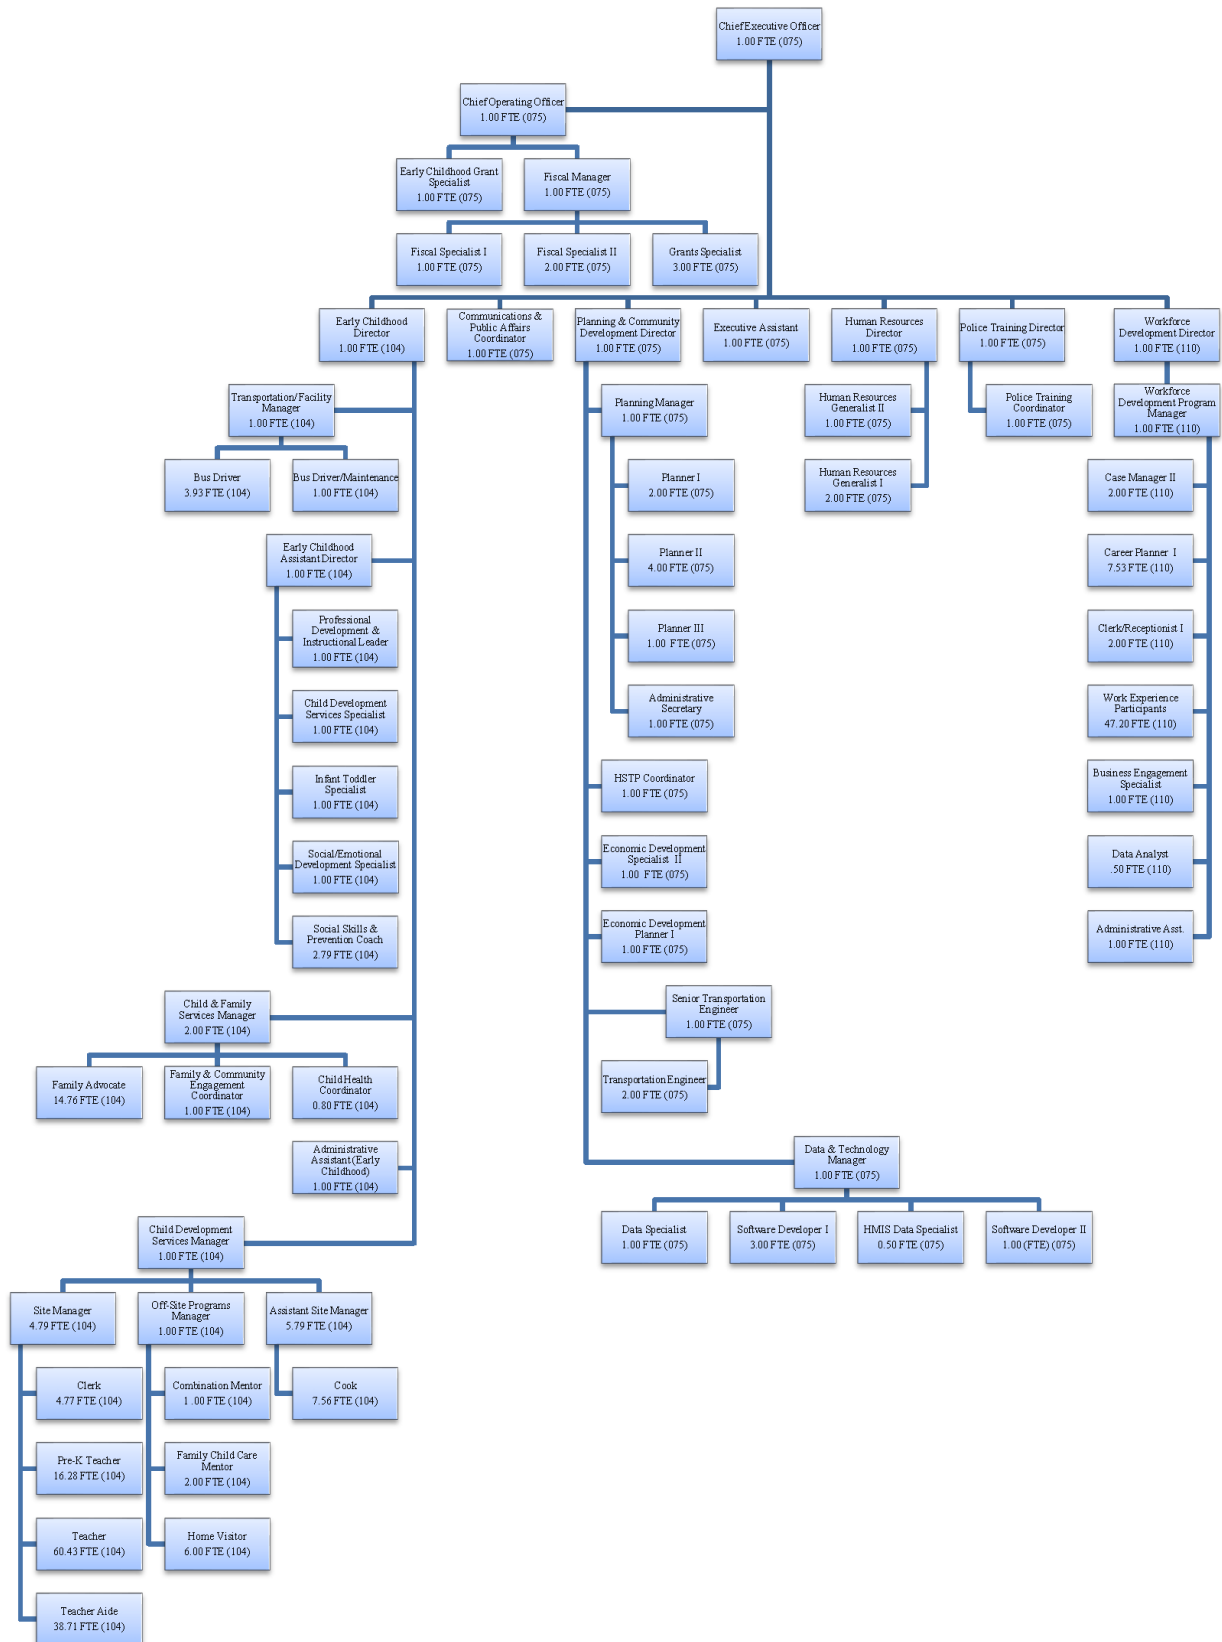 Chief Executive Officer
1.00 FTE (075)
Chief Operating Officer
1.00 FTE (075)
Early Childhood Grant
Specialist
1.00 FTE (075)
Fiscal Manager
1.00 FTE (075)
Fiscal Specialist I
1.00 FTE (075)
Fiscal Specialist II
2.00 FTE (075)
Grants Specialist
3.00 FTE (075)
Early Childhood
Director
1.00 FTE (104)
Communications &
Public Affairs
Coordinator
1.00 FTE (075)
Planning & Community
Development Director
1.00 FTE (075)
Executive Assistant
1.00 FTE (075)
Human Resources
Director
1.00 FTE (075)
Police Training Director
1.00 FTE (075)
Workforce
Development Director
1.00 FTE (110)
Transportation/Facility
Manager
1.00 FTE (104)
Bus Driver
3.93 FTE (104)
Bus Driver/Maintenance
1.00 FTE (104)
Early Childhood
Assistant Director
1.00 FTE (104)
Professional
Development &
Instructional Leader
1.00 FTE (104)
Child Development
Services Specialist
1.00 FTE (104)
Infant Toddler
Specialist
1.00 FTE (104)
Social/Emotional
Development Specialist
1.00 FTE (104)
Social Skills &
Prevention Coach
2.79 FTE (104)
Child & Family
Services Manager
2.00 FTE (104)
Family Advocate
14.76 FTE (104)
Family & Community
Engagement
Coordinator
1.00 FTE (104)
Child Health
Coordinator
0.80 FTE (104)
Administrative
Assistant (Early
Childhood)
1.00 FTE (104)
Child Development
Services Manager
1.00 FTE (104)
Site Manager
4.79 FTE (104)
Off-Site Programs
Manager
1.00 FTE (104)
Assistant Site Manager
5.79 FTE (104)
Clerk
4.77 FTE (104)
Pre-K Teacher
16.28 FTE (104)
Teacher
60.43 FTE (104)
Teacher Aide
38.71 FTE (104)
Combination Mentor
1 .00 FTE (104)
Family Child Care
Mentor
2.00 FTE (104)
Home Visitor
6.00 FTE (104)
Cook
7.56 FTE (104)
Planning Manager
1.00 FTE (075)
Planner I
2.00 FTE (075)
Planner II
4.00 FTE (075)
Planner III
1.00 FTE (075)
Administrative
Secretary
1.00 FTE (075)
HSTP Coordinator
1.00 FTE (075)
Economic Development
Specialist II
1.00 FTE (075)
Economic Development
Planner I
1.00 FTE (075)
Senior Transportation
Engineer
1.00 FTE (075)
Transportation Engineer
2.00 FTE (075)
Data & Technology
Manager
1.00 FTE (075)
Data Specialist
1.00 FTE (075)
Software Developer I
3.00 FTE (075)
HMIS Data Specialist
0.50 FTE (075)
Software Developer II
1.00 (FTE) (075)
Human Resources
Generalist II
1.00 FTE (075)
Human Resources
Generalist I
2.00 FTE (075)
Police Training
Coordinator
1.00 FTE (075)
Workforce
Development Program
Manager
1.00 FTE (110)
Case Manager II
2.00 FTE (110)
Career Planner I
7.53 FTE (110)
Clerk/Receptionist I
2.00 FTE (110)
Work Experience
Participants
47.20 FTE (110)
Business Engagement
Specialist
1.00 FTE (110)
Data Analyst
.50 FTE (110)
Administrative Asst.
1.00 FTE (110)